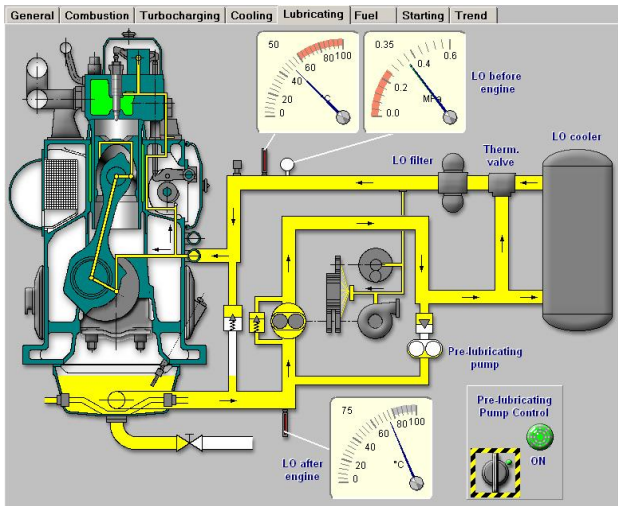 General Combustion Turbocharging Cooling Lubricating Fuel Starting Trend
50
60
80
100
40
20
0
°C
0.35
0.4
0.6
0.2
0.0
MPa
LO before
engine
LO cooler
LO filter
Therm.
valve
Pre-lubricating
pump
Pre-lubricating
Pump Control
ON
LO after
engine
75
60
80
100
40
20
0
°C